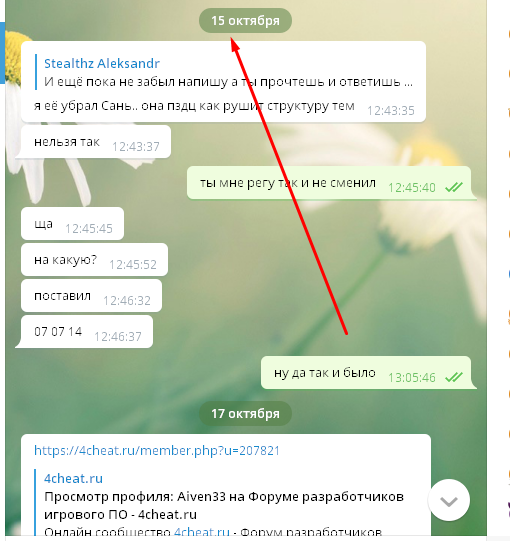 15 октября
Stealthz Aleksandr
И ещё пока не забыл напишу а ты прочтешь и ответишь ...
я её убрал Сань.. она пздц как рушит структуру тем 12:43:35
нельзя так 12:43:37
ты мне регу так и не сменил 12:45:40
ща 12:45:45
на какую? 12:45:52
поставил 12:46:32
07 07 14 12:46:37
ну да так и было 13:05:46
17 октября
https://4cheat.ru/member.php?u=207821
4cheat.ru
Просмотр профиля: Aiven33 на Форуме разработчиков
игрового ПО - 4cheat.ru
Онлайн сообщество 4cheat.ru - Форум разработчиков